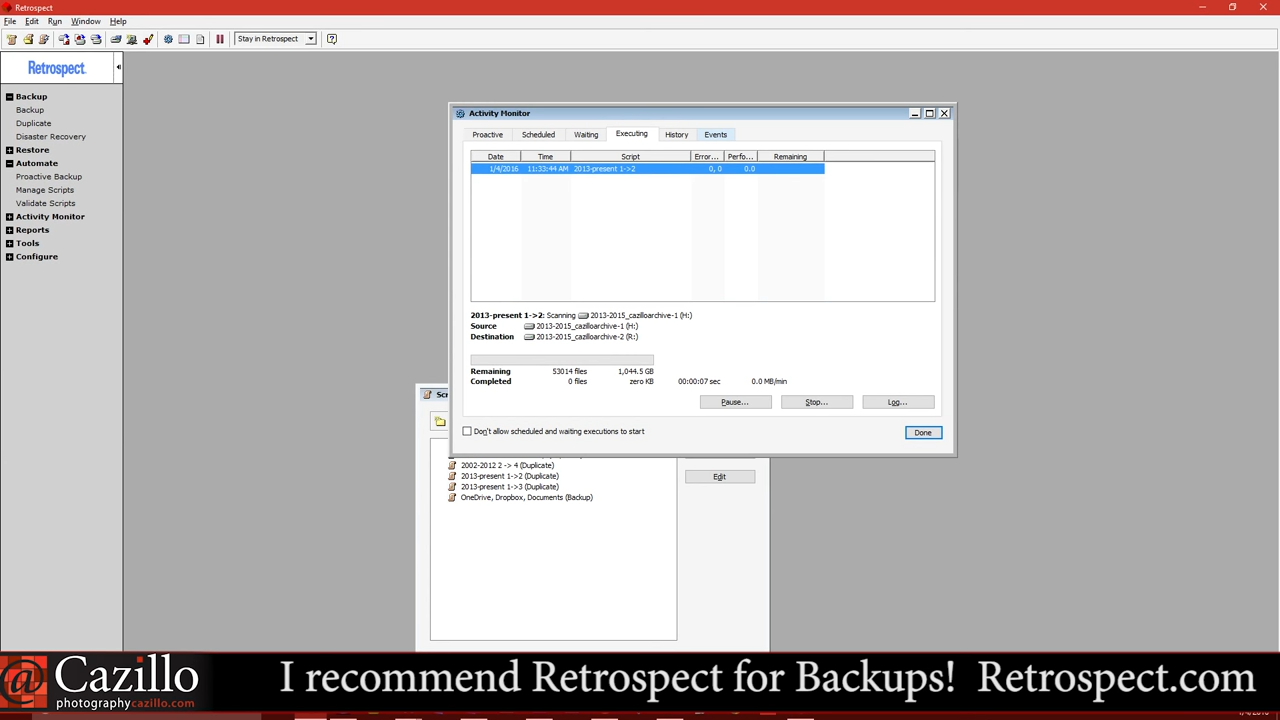 Retrospect
File Edit Run Window Help
Stay in Retrospect
Retrospect
Backup
Backup
Duplicate
Disaster Recovery
Restore
Automate
Proactive Backup
Manage Scripts
Validate Scripts
Activity Monitor
Reports
Tools
Configure
Activity Monitor
Proactive Scheduled Waiting Executing History Events
Date Time Script Error... Perfo... Remaining
1/4/2016 11:33:44 AM 2013-present 1->2 0, 0 0.0
2013-present 1->2: Scanning 2013-2015_cazilloarchive-1 (H:)
Source 2013-2015_cazilloarchive-1 (H:)
Destination 2013-2015_cazilloarchive-2 (R:)
Remaining 53014 files 1,044.5 GB
Completed 0 files zero KB 00:00:07 sec 0.0 MB/min
Pause... Stop... Log...
Don't allow scheduled and waiting executions to start
Done
2002-2012 2 -> 4 (Duplicate)
2013-present 1->2 (Duplicate)
2013-present 1->3 (Duplicate)
OneDrive, Dropbox, Documents (Backup)
Edit
@ Cazillo
photographycazillo.com
I recommend Retrospect for Backups! Retrospect.com